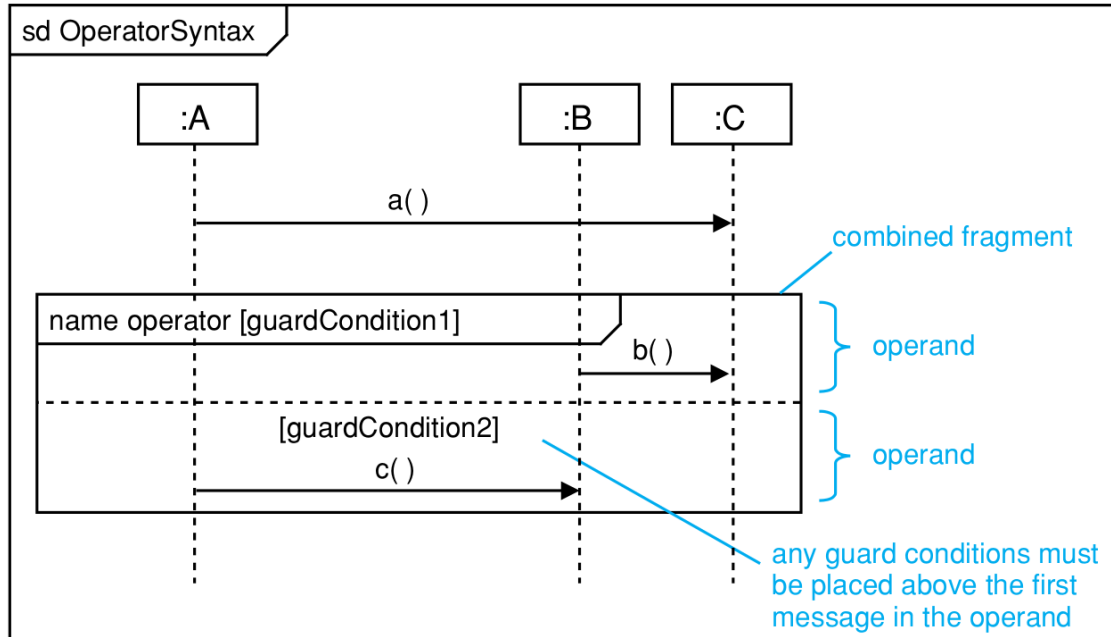 sd OperatorSyntax
:A
:B
:C
a( )
combined fragment
name operator [guardCondition1]
operand
b( )
[guardCondition2]
operand
c( )
any guard conditions must
be placed above the first
message in the operand